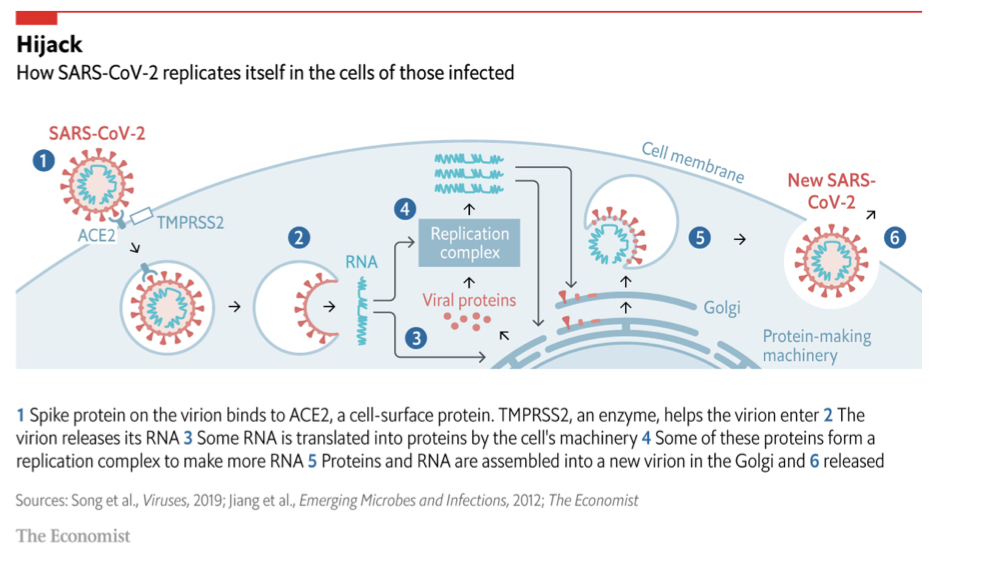 Hijack
How SARS-CoV-2 replicates itself in the cells of those infected
SARS-CoV-2
1
ACE2
TMPRSS2
2
RNA
3
4
Replication
complex
Viral proteins
Cell membrane
5
Golgi
Protein-making
machinery
New SARS-
CoV-2
6
1 Spike protein on the virion binds to ACE2, a cell-surface protein. TMPRSS2, an enzyme, helps the virion enter 2 The
virion releases its RNA 3 Some RNA is translated into proteins by the cell's machinery 4 Some of these proteins form a
replication complex to make more RNA 5 Proteins and RNA are assembled into a new virion in the Golgi and 6 released
Sources: Song et al., Viruses, 2019; Jiang et al., Emerging Microbes and Infections, 2012; The Economist
The Economist